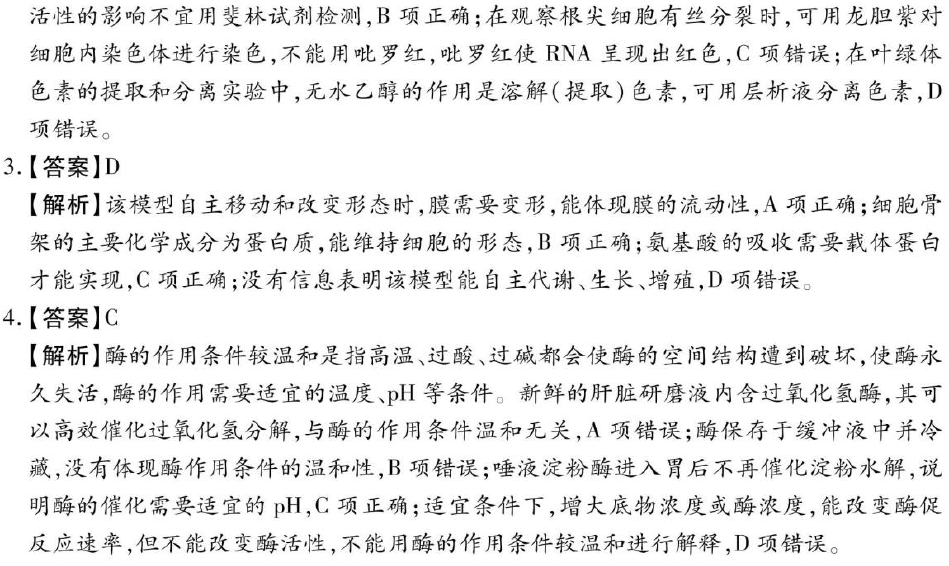 活性的影响不宜用斐林试剂检测,B 项正确;在观察根尖细胞有丝分裂时,可用龙胆紫对
细胞内染色体进行染色,不能用吡罗红,吡罗红使 RNA 呈现出红色,C 项错误;在叶绿体
色素的提取和分离实验中,无水乙醇的作用是溶解(提取)色素,可用层析液分离色素,D
项错误。
3.【答案】D
【解析】该模型自主移动和改变形态时,膜需要变形,能体现膜的流动性,A 项正确;细胞骨
架的主要化学成分为蛋白质,能维持细胞的形态,B 项正确;氨基酸的吸收需要载体蛋白
才能实现,C 项正确;没有信息表明该模型能自主代谢、生长、增殖,D 项错误。
4.【答案】C
【解析】酶的作用条件较温和是指高温、过酸、过碱都会使酶的空间结构遭到破坏,使酶永
久失活,酶的作用需要适宜的温度、pH 等条件。新鲜的肝脏研磨液内含过氧化氢酶,其可
以高效催化过氧化氢分解,与酶的作用条件温和无关,A 项错误;酶保存于缓冲液中并冷
藏,没有体现酶作用条件的温和性,B 项错误;唾液淀粉酶进入胃后不再催化淀粉水解,说
明酶的催化需要适宜的 pH,C 项正确;适宜条件下,增大底物浓度或酶浓度,能改变酶促
反应速率,但不能改变酶活性,不能用酶的作用条件较温和进行解释,D 项错误。